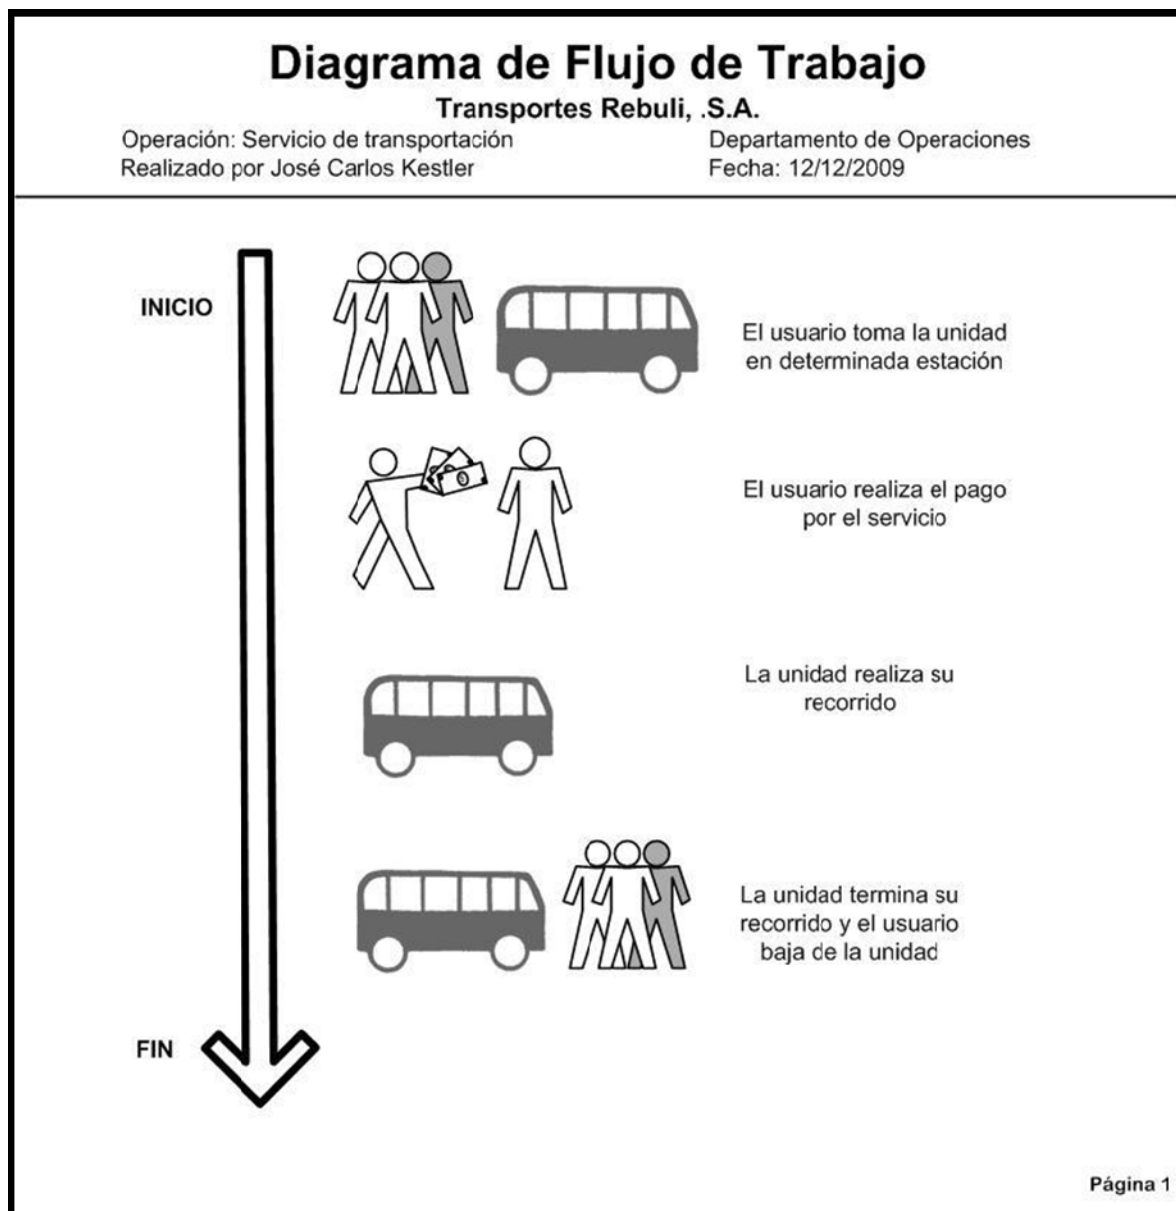 Diagrama de Flujo de Trabajo
Transportes Rebuli, .S.A.
Operación: Servicio de transportación
Departamento de Operaciones
Realizado por José Carlos Kestler
Fecha: 12/12/2009
INICIO
El usuario toma la unidad
en determinada estación
El usuario realiza el pago
por el servicio
La unidad realiza su
recorrido
La unidad termina su
recorrido y el usuario
baja de la unidad
FIN
Página 1